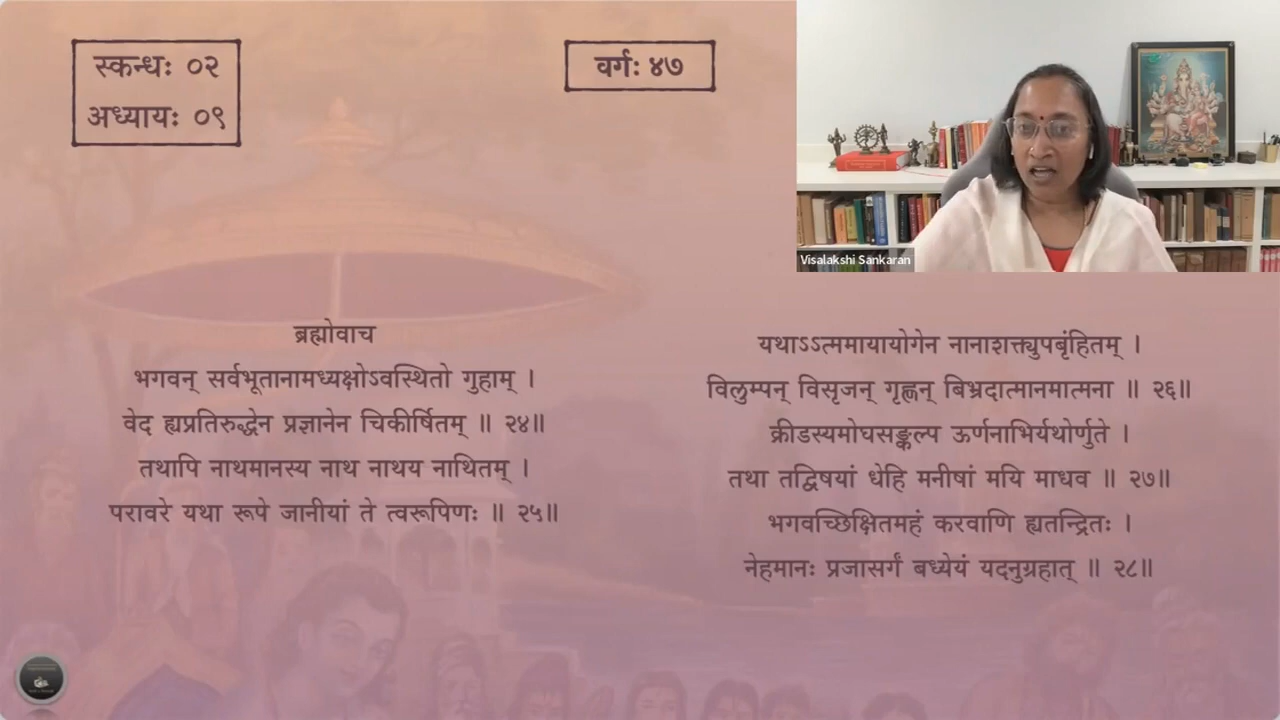 स्कन्धः ०२
अध्यायः ०९
वर्गः ४७
ब्रह्मोवाच
भगवन् सर्वभूतानामध्यक्षोऽवस्थितो गुहाम् ।
वेद ह्यप्रतिरुद्धेन प्रज्ञानेन चिकीर्षितम् ॥ २४॥
तथापि नाथमानस्य नाथ नाथय नाथितम् ।
परावरे यथा रूपे जानीयां ते त्वरूपिणः ॥ २५॥
यथाऽऽत्ममायायोगेन नानाशक्त्युपबृंहितम् ।
विलुम्पन् विसृजन् गृह्णन् बिभ्रदात्मानमात्मना ॥ २६॥
क्रीडस्यमोघसङ्कल्प ऊर्णनाभिर्यथोर्णुते ।
तथा तद्विषयां धेहि मनीषां मयि माधव ॥ २७॥
भगवच्छिक्षितमहं करवाणि ह्यतन्द्रितः ।
नेहमानः प्रजासर्गं बध्येयं यदनुग्रहात् ॥ २८॥
Visalakshi Sankaran